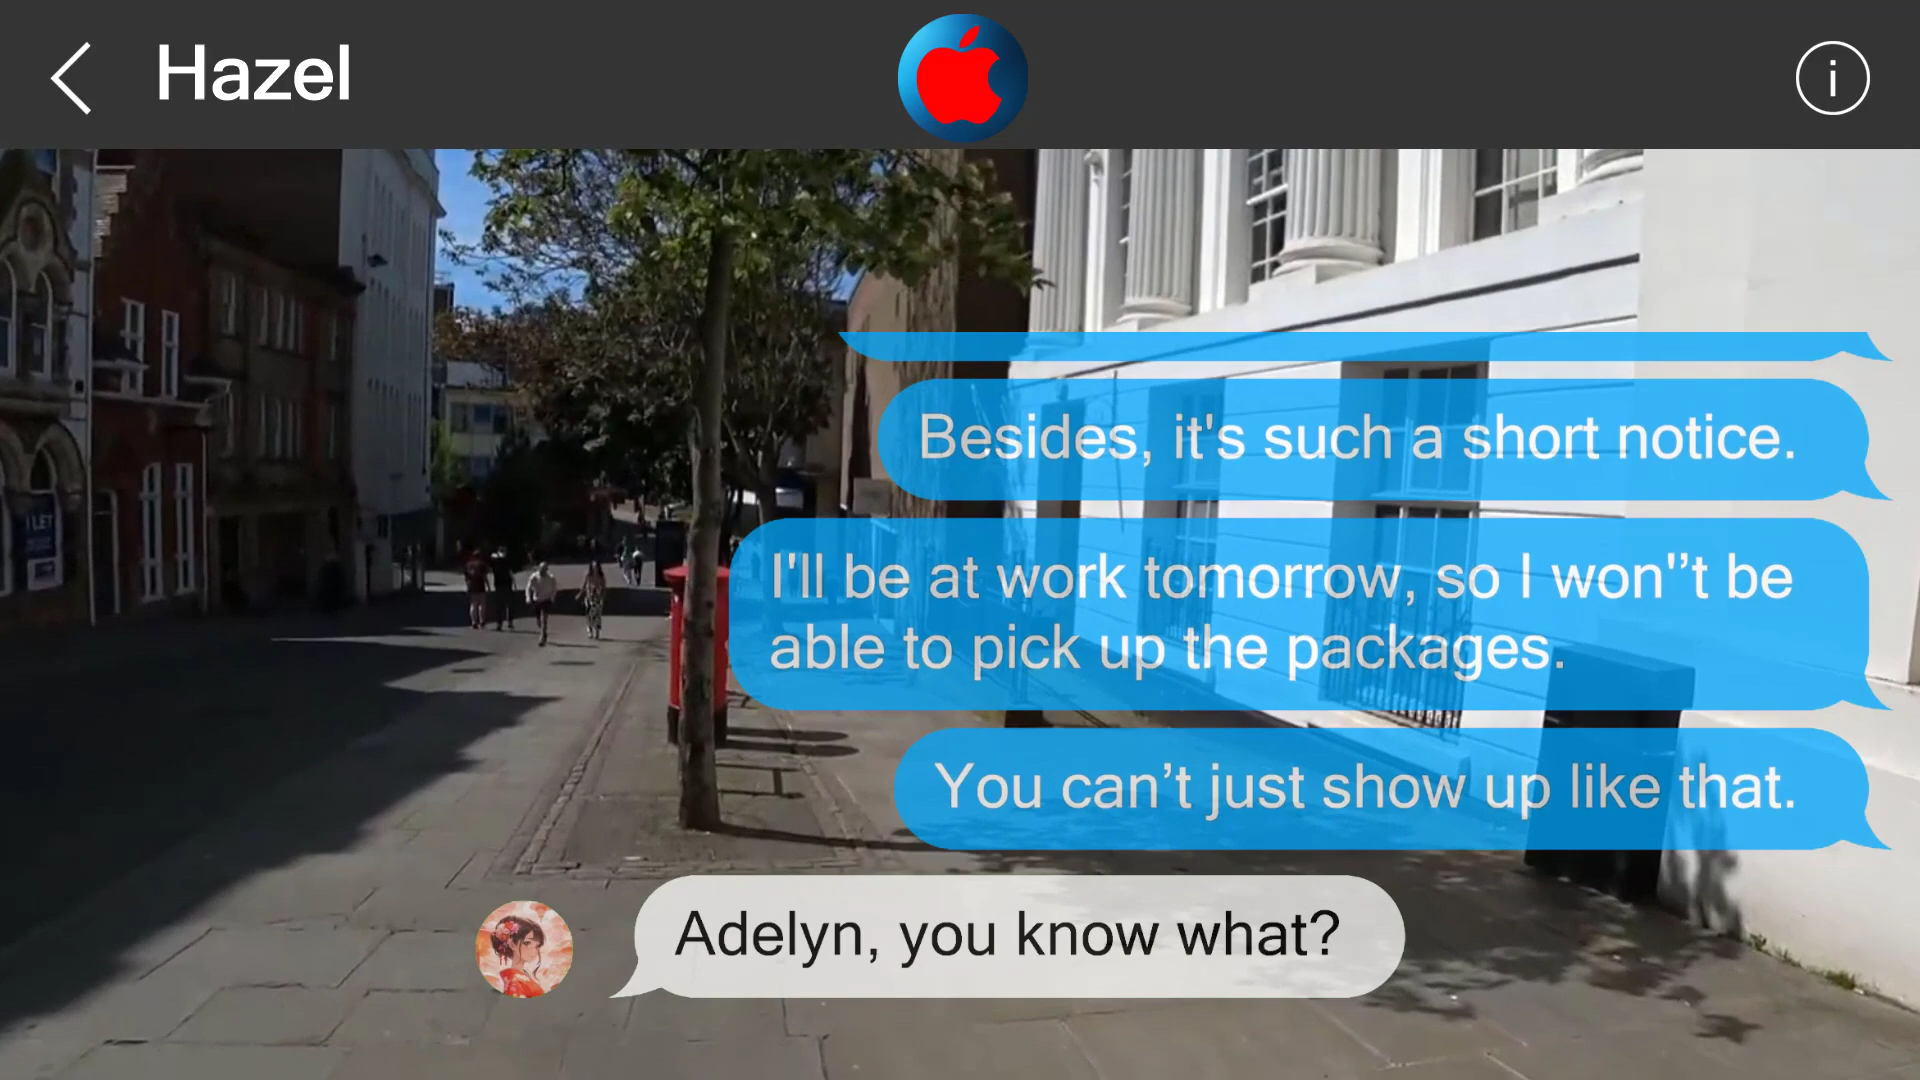 Hazel
i
Besides, it's such a short notice.
I'll be at work tomorrow, so I won"t be
able to pick up the packages.
You can’t just show up like that.
Adelyn, you know what?
LET